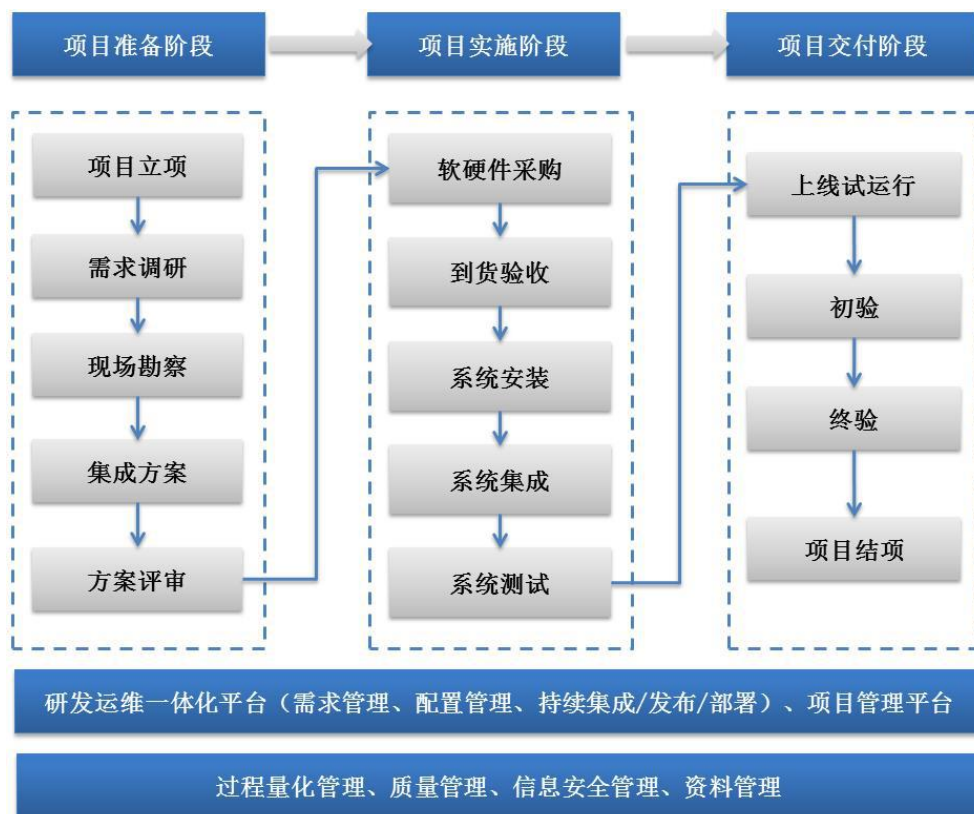 项目准备阶段
项目实施阶段
项目交付阶段
项目立项
需求调研
现场勘察
集成方案
方案评审
软硬件采购
到货验收
系统安装
系统集成
系统测试
上线试运行
初验
终验
项目结项
研发运维一体化平台（需求管理、配置管理、持续集成/发布/部署）、项目管理平台
过程量化管理、质量管理、信息安全管理、资料管理